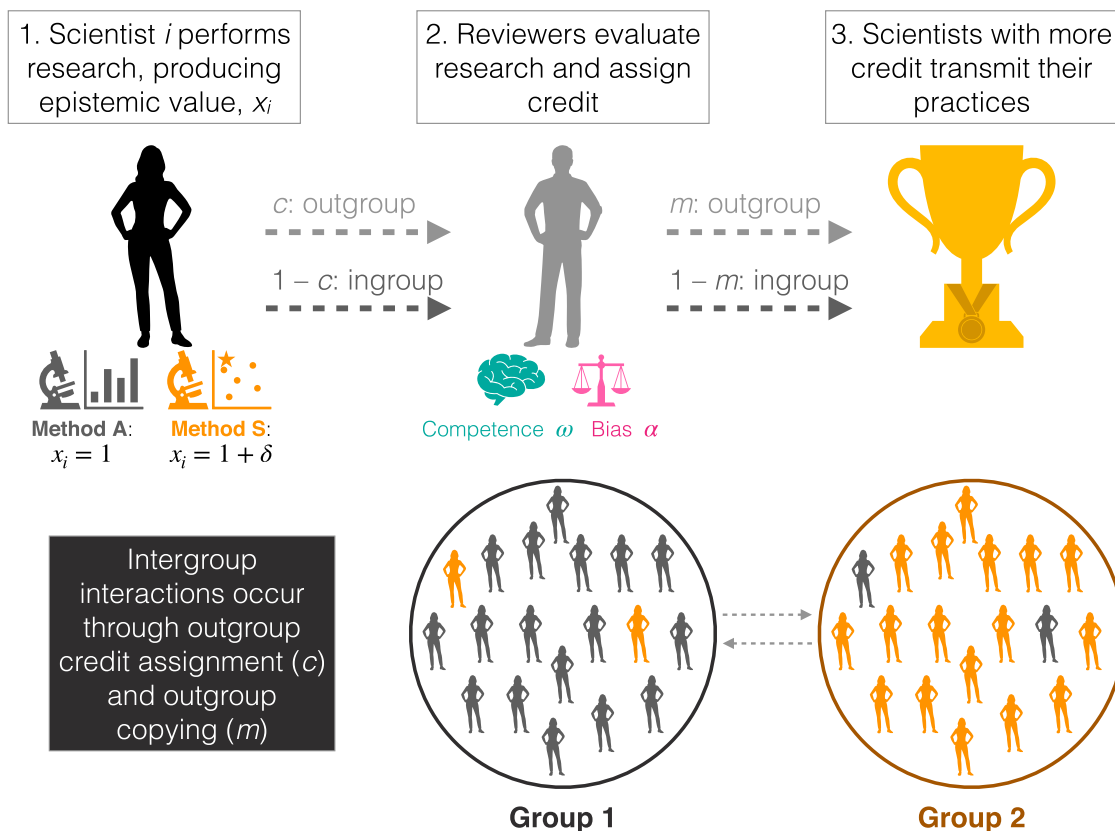 1. Scientist i performs
research, producing
epistemic value, xᵢ
2. Reviewers evaluate
research and assign
credit
3. Scientists with more
credit transmit their
practices
c: outgroup
1 – c: ingroup
m: outgroup
1 – m: ingroup
Method A:
xᵢ = 1
Method S:
xᵢ = 1 + δ
Competence ω
Bias α
Intergroup
interactions occur
through outgroup
credit assignment (c)
and outgroup
copying (m)
Group 1
Group 2